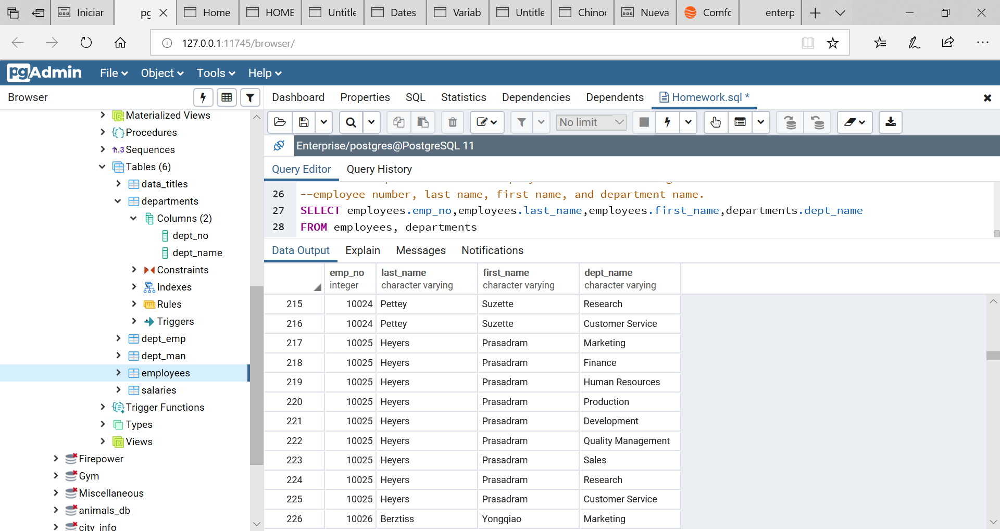 Iniciar
pg
Home
HOME
Untitle
Dates
Variab
Untitle
Chinoo
Nueva
Comfo
enterp
127.0.0.1:11745/browser/
pgAdmin
File
Object
Tools
Help
Browser
Dashboard
Properties
SQL
Statistics
Dependencies
Dependents
Homework.sql *
No limit
Enterprise/postgres@PostgreSQL 11
Query Editor
Query History
Materialized Views
Procedures
1..3 Sequences
Tables (6)
data_titles
departments
Columns (2)
dept_no
dept_name
Constraints
Indexes
Rules
Triggers
dept_emp
dept_man
employees
salaries
Trigger Functions
Types
Views
Firepower
Gym
Miscellaneous
animals_db
city_info
26 --employee number, last name, first name, and department name.
27 SELECT employees.emp_no,employees.last_name,employees.first_name,departments.dept_name
28 FROM employees, departments
Data Output
Explain
Messages
Notifications
emp_no last_name first_name dept_name
integer character varying character varying character varying
215 10024 Pettey Suzette Research
216 10024 Pettey Suzette Customer Service
217 10025 Heyers Prasadram Marketing
218 10025 Heyers Prasadram Finance
219 10025 Heyers Prasadram Human Resources
220 10025 Heyers Prasadram Production
221 10025 Heyers Prasadram Development
222 10025 Heyers Prasadram Quality Management
223 10025 Heyers Prasadram Sales
224 10025 Heyers Prasadram Research
225 10025 Heyers Prasadram Customer Service
226 10026 Berztiss Yongqiao Marketing